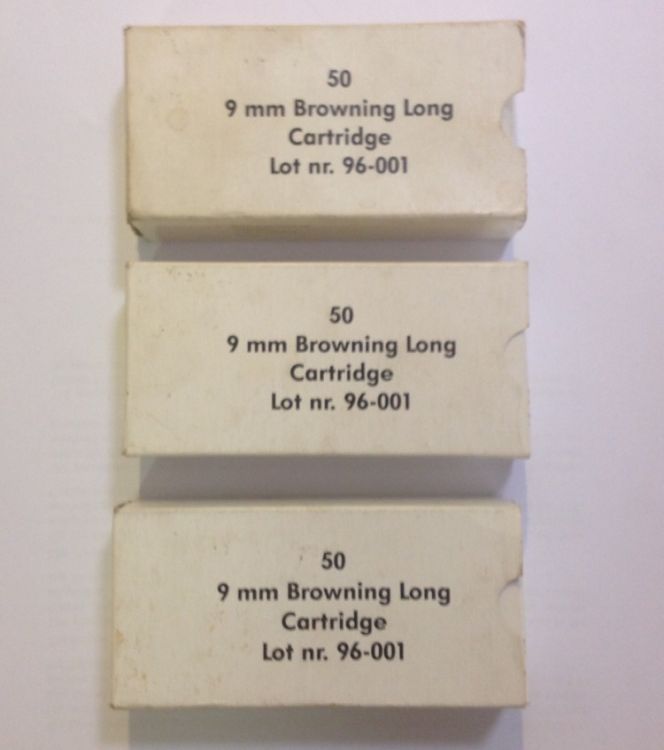 50
9 mm Browning Long
Cartridge
Lot nr. 96-001
50
9 mm Browning Long
Cartridge
Lot nr. 96-001
50
9 mm Browning Long
Cartridge
Lot nr. 96-001